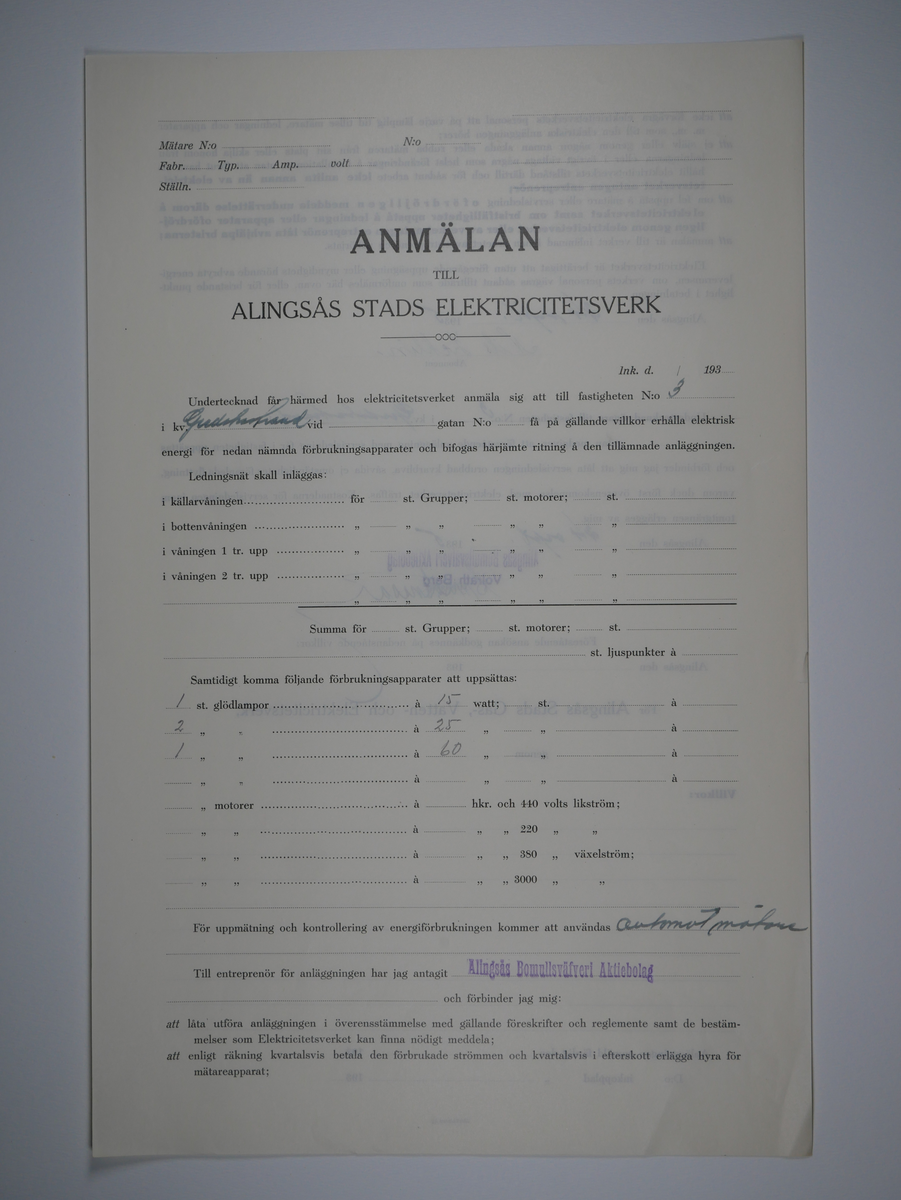 Mätare N:o N:o
Fabr. Typ. Amp. volt
Ställn.
ANMÄLAN
TILL
ALINGSÅS STADS ELEKTRICITETSVERK
Ink. d. / 193
Undertecknad får härmed hos elektricitetsverket anmäla sig att till fastigheten N:o 3
i kv. vid gatan N:o få på gällande villkor erhålla elektrisk
energi för nedan nämnda förbrukningsapparater och bifogas härjämte ritning å den tillämnade anläggningen.
Ledningsnät skall inläggas:
i källarvåningen för st. Grupper; st. motorer; st.
i bottenvåningen „ „ „ „ „ „
i våningen 1 tr. upp „ „ „ „ „ „
i våningen 2 tr. upp „ „ „ „ „ „
„ „ „ „ „ „
Summa för st. Grupper; st. motorer; st.
st. ljuspunkter à
Samtidigt komma följande förbrukningsapparater att uppsättas:
1 st. glödlampor à 15 watt; st. à
2 „ „ à 25 „ „ à
1 „ „ à 60 „ „ à
„ „ à „ „ à
„ motorer à hkr. och 440 volts likström;
„ „ à „ „ 220 „ „
„ „ à „ „ 380 „ växelström;
„ „ à „ „ 3000 „ „
För uppmätning och kontrollering av energiförbrukningen kommer att användas automatmätare
Till entreprenör för anläggningen har jag antagit Alingsås Bomullsväfveri Aktiebolag
och förbinder jag mig:
att låta utföra anläggningen i överensstämmelse med gällande föreskrifter och reglemente samt de bestäm-
melser som Elektricitetsverket kan finna nödigt meddela;
att enligt räkning kvartalsvis betala den förbrukade strömmen och kvartalsvis i efterskott erlägga hyra för
mätareapparat;